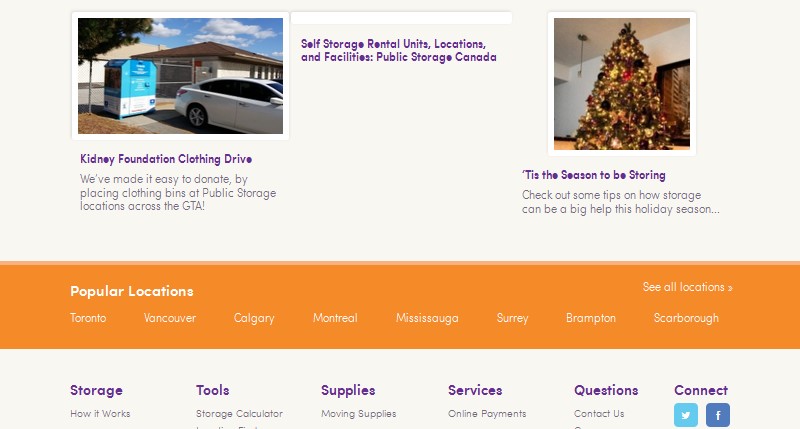 Self Storage Rental Units, Locations,
and Facilities: Public Storage Canada
Kidney Foundation Clothing Drive
We've made it easy to donate, by
placing clothing bins at Public Storage
locations across the GTA!
'Tis the Season to be Storing
Check out some tips on how storage
can be a big help this holiday season...
Popular Locations
See all locations »
Toronto Vancouver Calgary Montreal Mississauga Surrey Brampton Scarborough
Storage Tools Supplies Services Questions Connect
How it Works Storage Calculator Moving Supplies Online Payments Contact Us